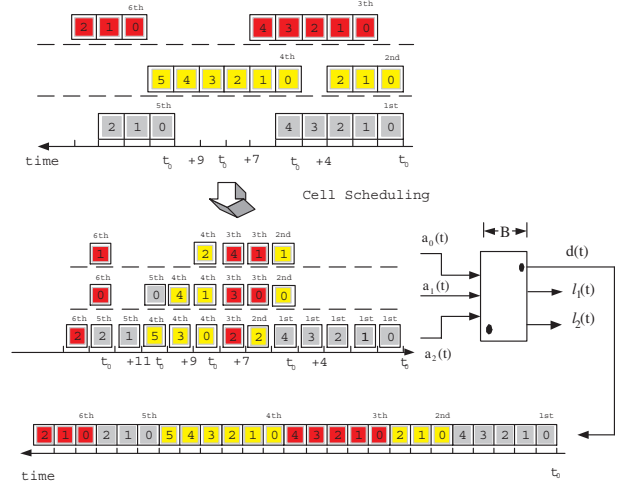 6th 3th
2 1 0 4 3 2 1 0
4th 2nd
5 4 3 2 1 0 2 1 0
5th 1st
2 1 0 4 3 2 1 0
time t0 +9 t0 +7 t0 +4 t0
Cell Scheduling
6th 4th 3th 3th 2nd
1 2 4 1 1
6th 5th 4th 4th 3th 3th 2nd
0 0 4 1 3 0 0
6th 5th 5th 4th 4th 4th 3th 2nd 1st 1st 1st 1st 1st
2 2 1 5 3 0 2 2 4 3 2 1 0
t0 +11 t0 +9 t0 +7 t0 +4 t0
B
a0(t) d(t)
a1(t) l1(t)
l2(t)
a2(t)
6th 5th 4th 3th 2nd 1st
2 1 0 2 1 0 5 4 3 2 1 0 4 3 2 1 0 2 1 0 4 3 2 1 0
time t0